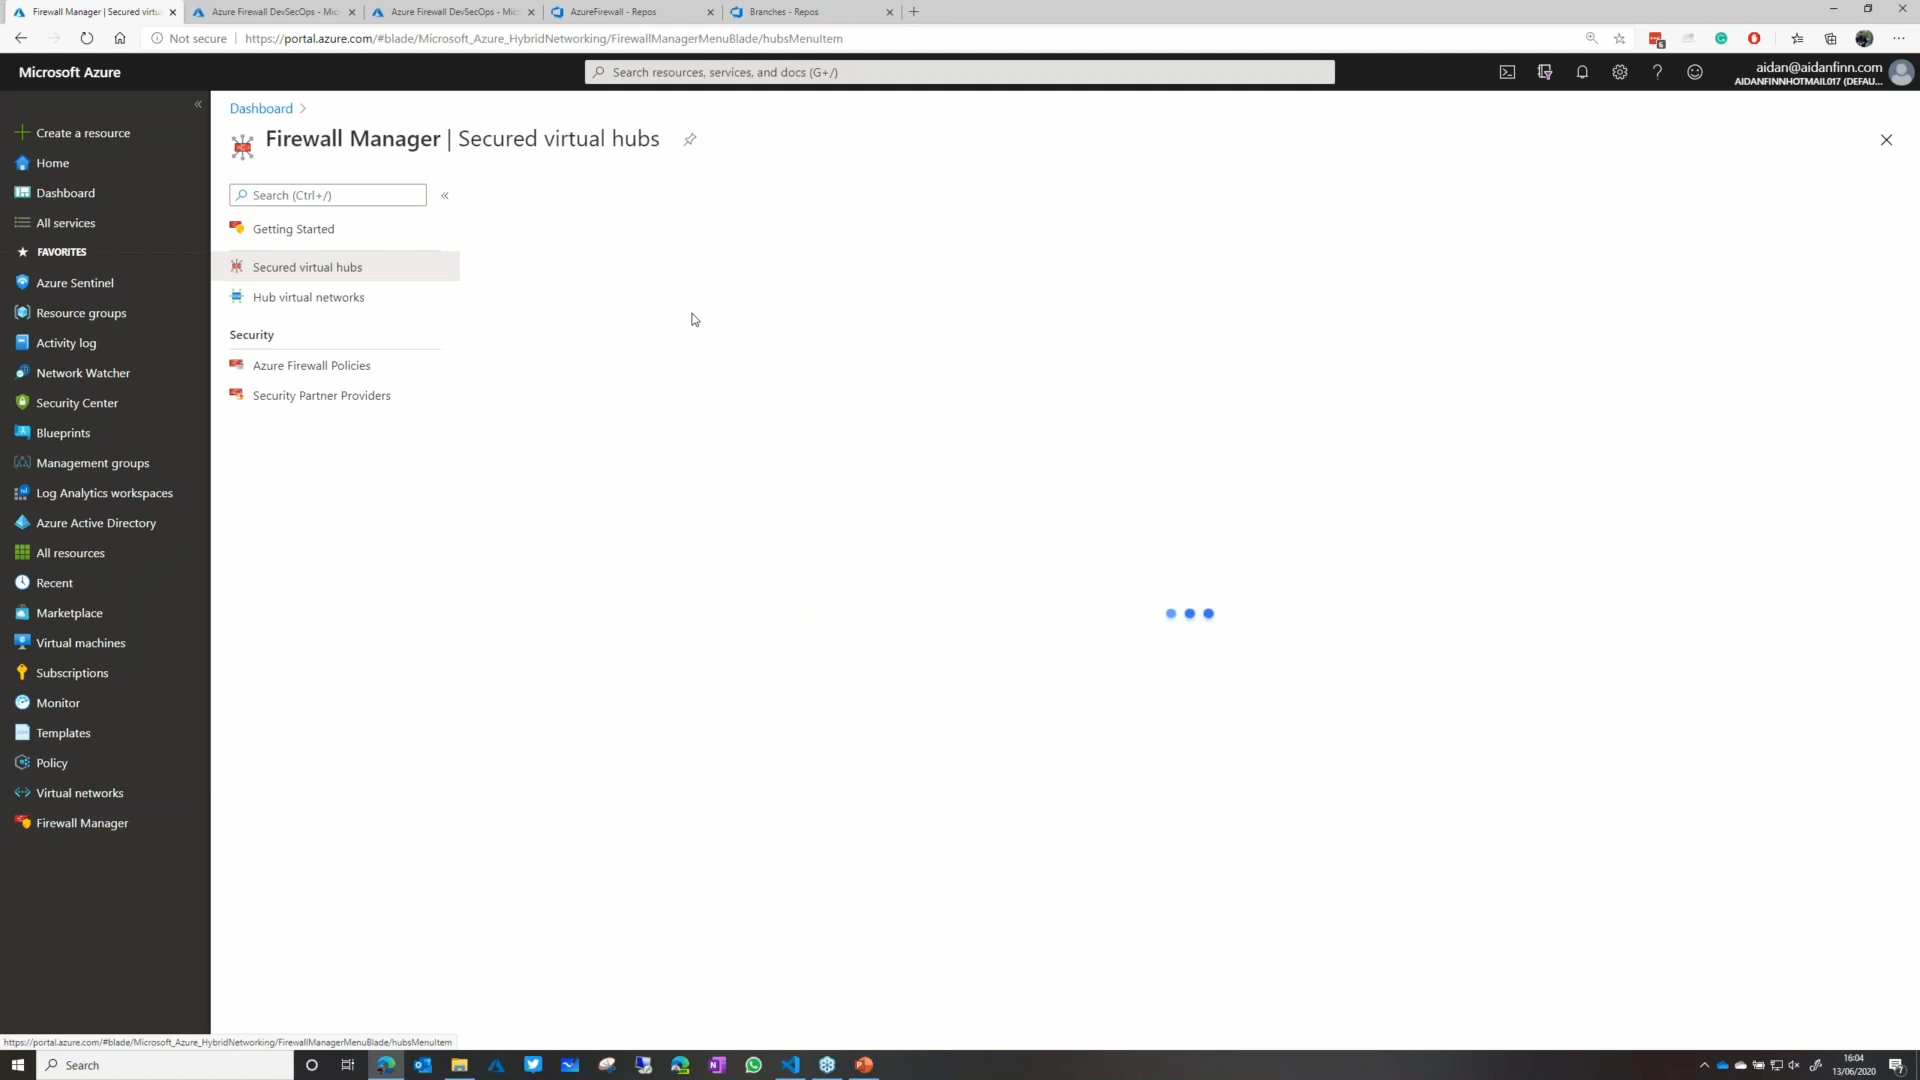 Firewall Manager | Secured virtu
Azure Firewall DevSecOps - Mic
Azure Firewall DevSecOps - Mic
AzureFirewall - Repos
Branches - Repos
Not secure
https://portal.azure.com/#blade/Microsoft_Azure_HybridNetworking/FirewallManagerMenuBlade/hubsMenuItem
Microsoft Azure
Search resources, services, and docs (G+/)
aidan@aidanfinn.com
AIDANFINNHOTMAIL017 (DEFAU...
Create a resource
Home
Dashboard
All services
FAVORITES
Azure Sentinel
Resource groups
Activity log
Network Watcher
Security Center
Blueprints
Management groups
Log Analytics workspaces
Azure Active Directory
All resources
Recent
Marketplace
Virtual machines
Subscriptions
Monitor
Templates
Policy
Virtual networks
Firewall Manager
Dashboard
Firewall Manager | Secured virtual hubs
Search (Ctrl+/)
Getting Started
Secured virtual hubs
Hub virtual networks
Security
Azure Firewall Policies
Security Partner Providers
https://portal.azure.com/#blade/Microsoft_Azure_HybridNetworking/FirewallManagerMenuBlade/hubsMenuItem
Search
16:04
13/06/2020